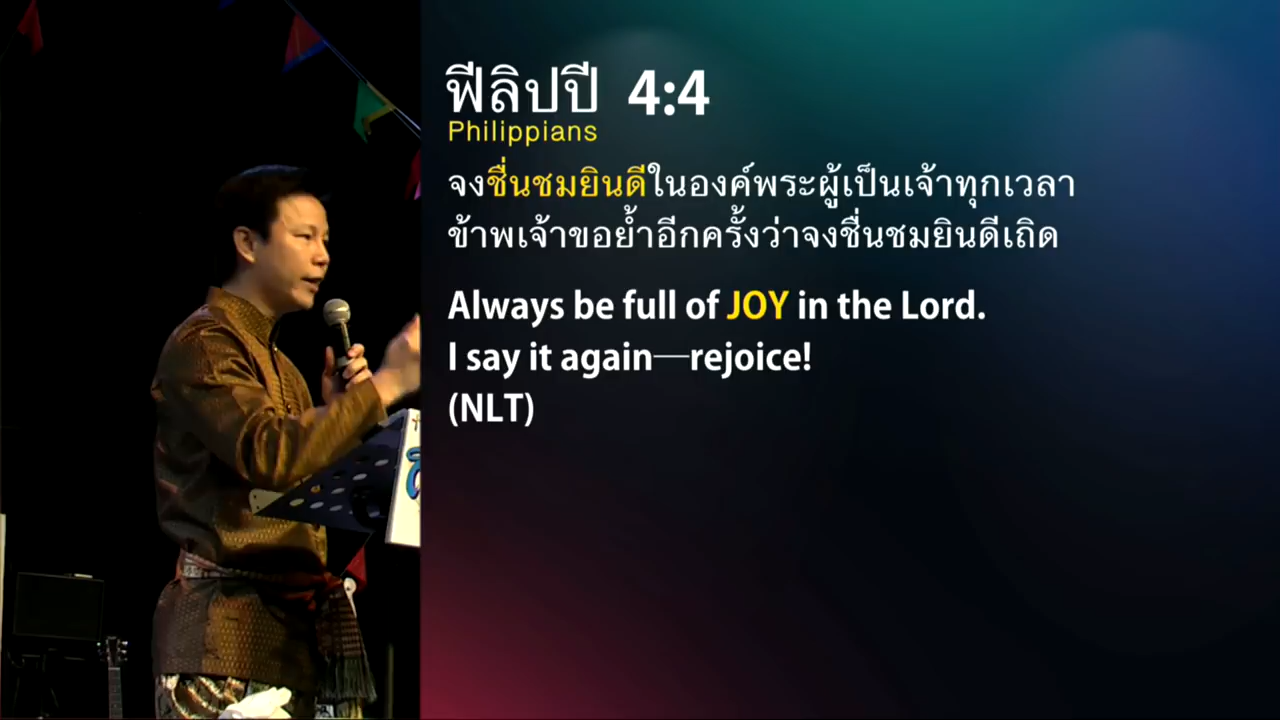 ฟีลิปปี 4:4
Philippians
จงชื่นชมยินดีในองค์พระผู้เป็นเจ้าทุกเวลา
ข้าพเจ้าขอย้ำอีกครั้งว่าจงชื่นชมยินดีเถิด
Always be full of JOY in the Lord.
I say it again—rejoice!
(NLT)